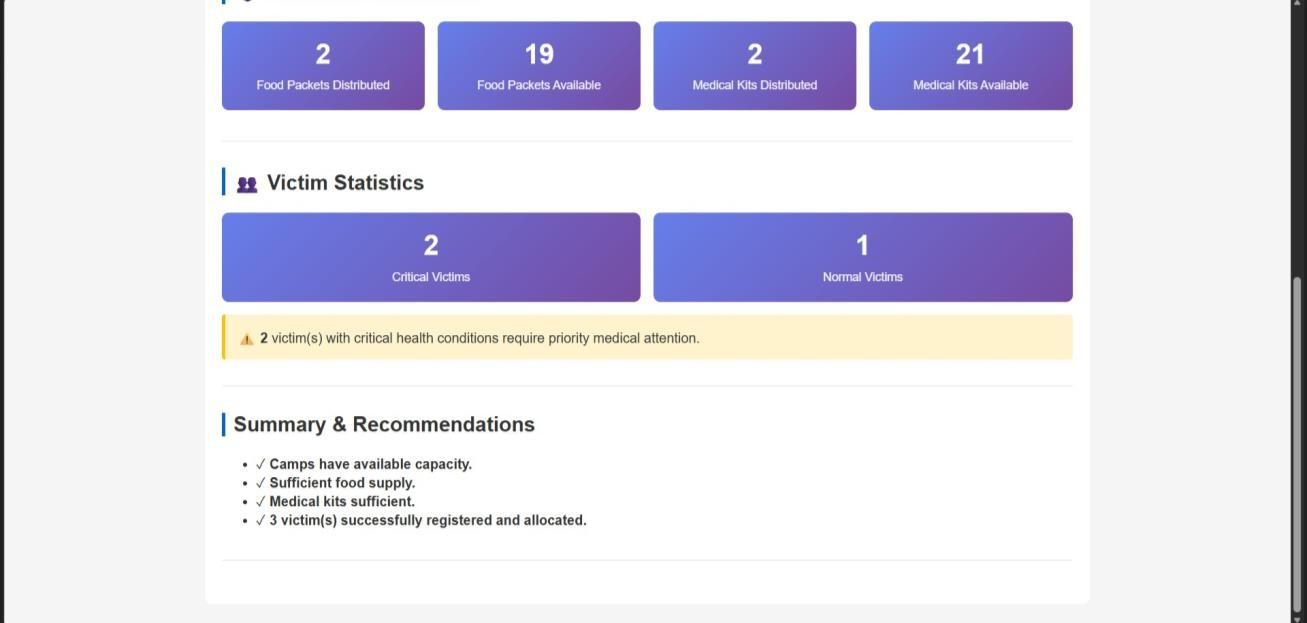 2
Food Packets Distributed
19
Food Packets Available
2
Medical Kits Distributed
21
Medical Kits Available
👥 Victim Statistics
2
Critical Victims
1
Normal Victims
⚠️ 2 victim(s) with critical health conditions require priority medical attention.
Summary & Recommendations
• ✓ Camps have available capacity.
• ✓ Sufficient food supply.
• ✓ Medical kits sufficient.
• ✓ 3 victim(s) successfully registered and allocated.